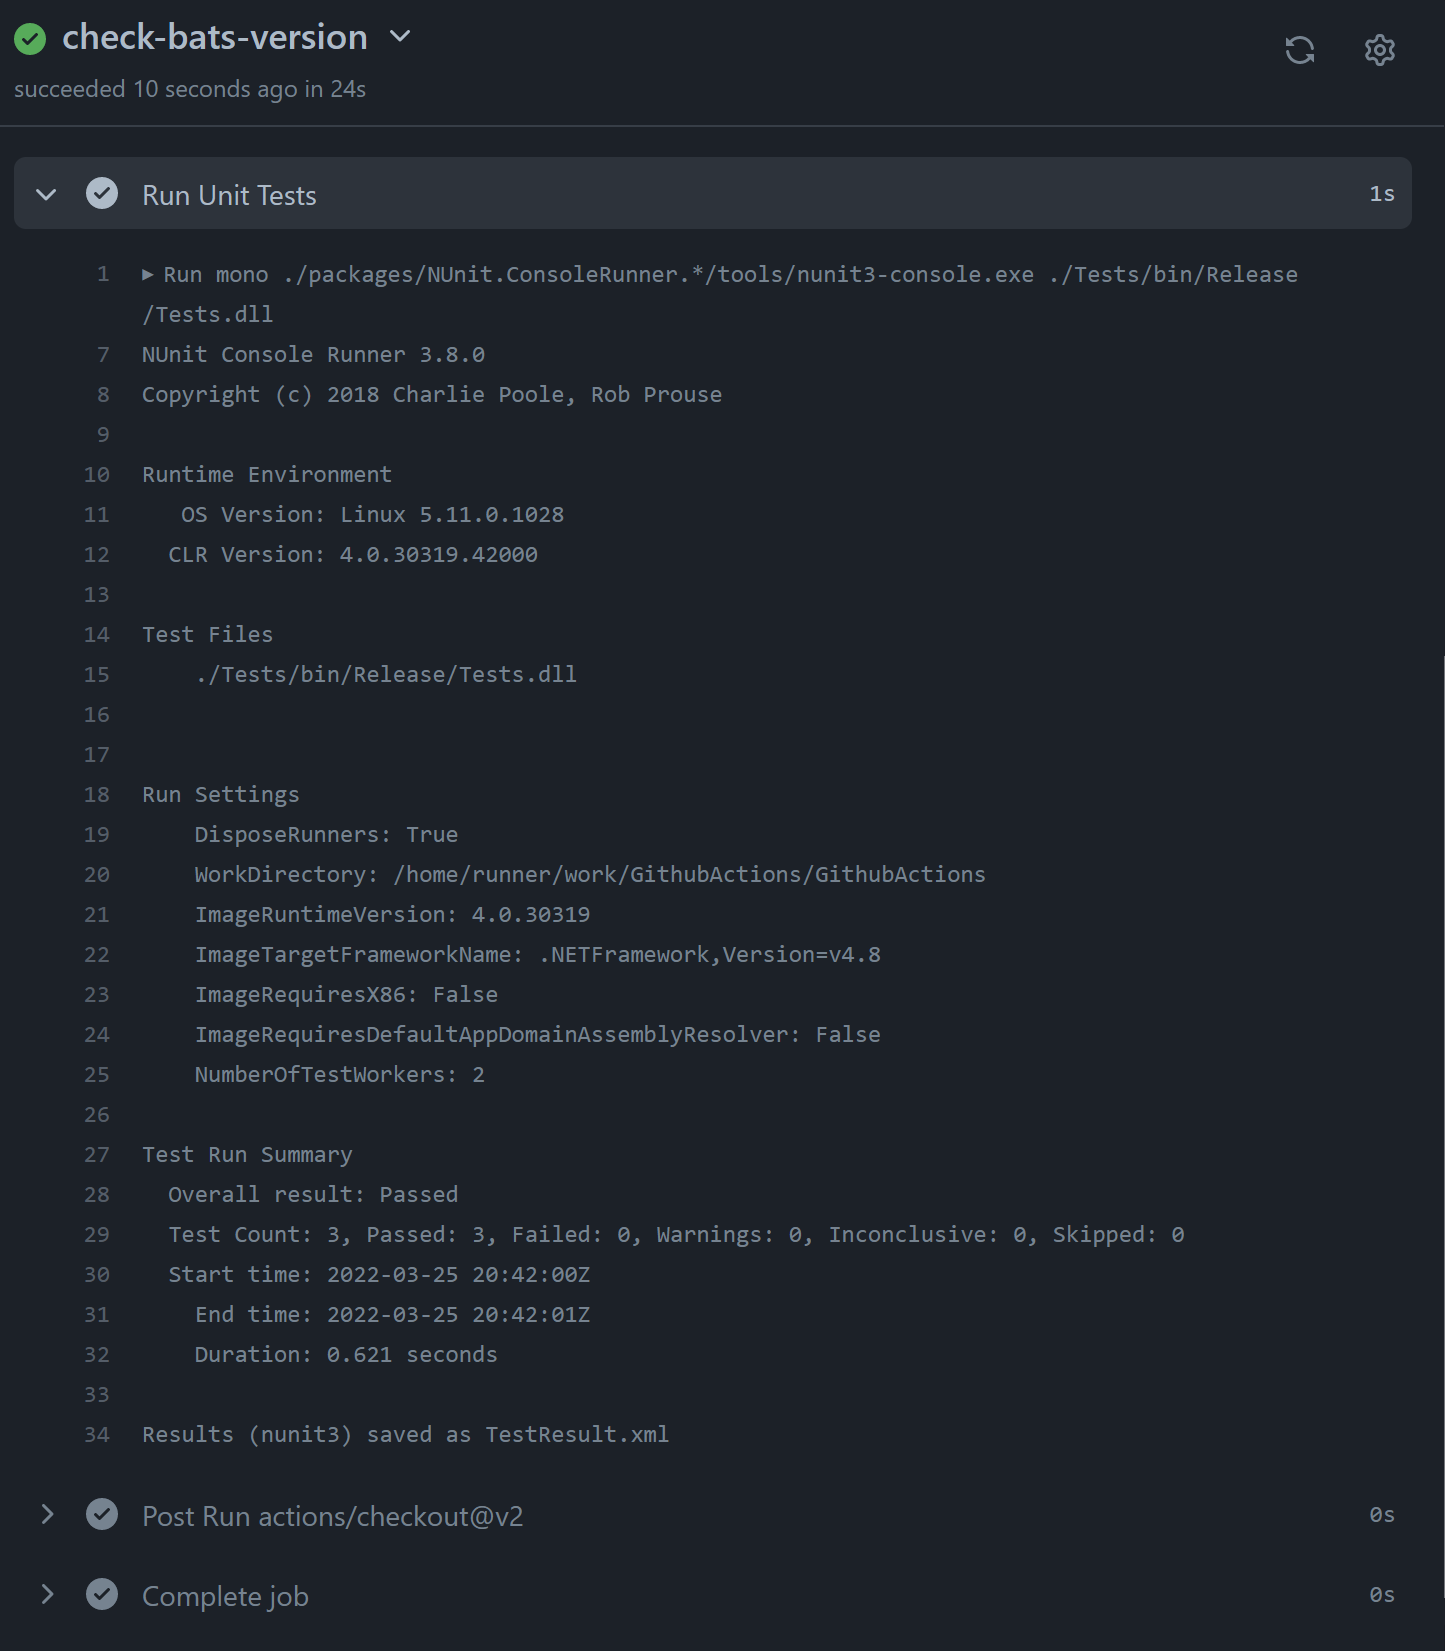 check-bats-version
succeeded 10 seconds ago in 24s
Run Unit Tests 1s
1 Run mono ./packages/NUnit.ConsoleRunner.*/tools/nunit3-console.exe ./Tests/bin/Release
/Tests.dll
7 NUnit Console Runner 3.8.0
8 Copyright (c) 2018 Charlie Poole, Rob Prouse
9
10 Runtime Environment
11 OS Version: Linux 5.11.0.1028
12 CLR Version: 4.0.30319.42000
13
14 Test Files
15 ./Tests/bin/Release/Tests.dll
16
17
18 Run Settings
19 DisposeRunners: True
20 WorkDirectory: /home/runner/work/GithubActions/GithubActions
21 ImageRuntimeVersion: 4.0.30319
22 ImageTargetFrameworkName: .NETFramework,Version=v4.8
23 ImageRequiresX86: False
24 ImageRequiresDefaultAppDomainAssemblyResolver: False
25 NumberOfTestWorkers: 2
26
27 Test Run Summary
28 Overall result: Passed
29 Test Count: 3, Passed: 3, Failed: 0, Warnings: 0, Inconclusive: 0, Skipped: 0
30 Start time: 2022-03-25 20:42:00Z
31 End time: 2022-03-25 20:42:01Z
32 Duration: 0.621 seconds
33
34 Results (nunit3) saved as TestResult.xml
Post Run actions/checkout@v2 0s
Complete job 0s